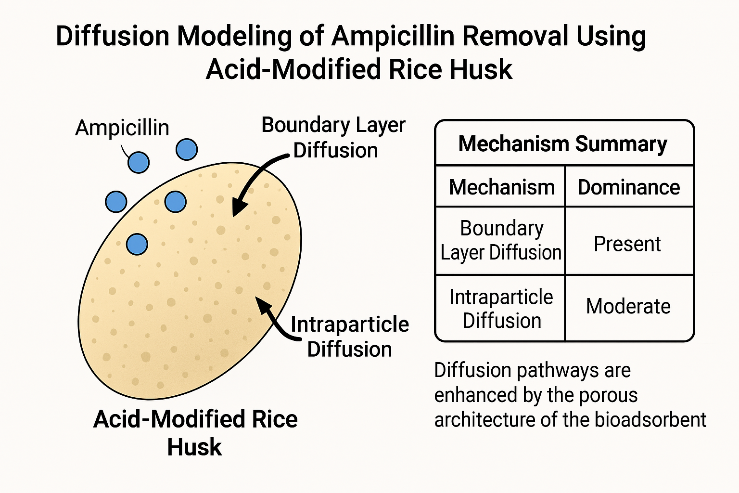 Diffusion Modeling of Ampicillin Removal Using
Acid-Modified Rice Husk
Ampicillin
Boundary Layer
Diffusion
Intraparticle
Diffusion
Acid-Modified Rice
Husk
Mechanism Summary
Mechanism Dominance
Boundary
Layer Diffusion
Present
Intraparticle
Diffusion
Moderate
Diffusion pathways are
enhanced by the porous
architecture of the bioadsorbent